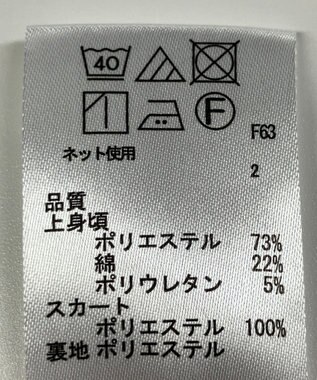 40
F
F63
ネット使用
2
品質
上身頃
ポリエステル 73%
綿 22%
ポリウレタン 5%
スカート
ポリエステル 100%
裏地 ポリエステル